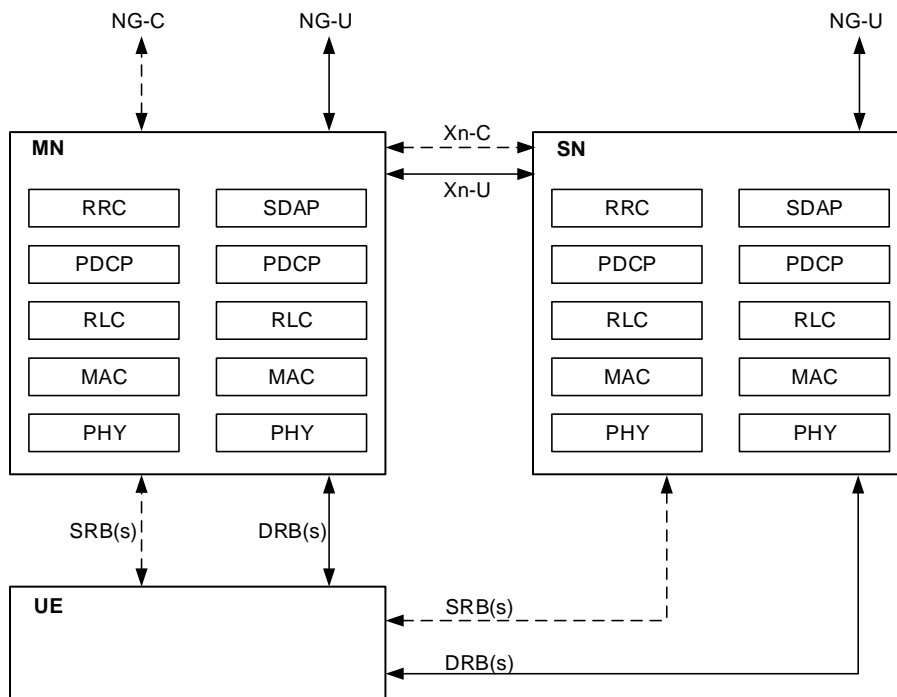 NG-C
NG-U
NG-U
MN
Xn-C
SN
Xn-U
RRC
SDAP
RRC
SDAP
PDCP
PDCP
PDCP
PDCP
RLC
RLC
RLC
RLC
MAC
MAC
MAC
MAC
PHY
PHY
PHY
PHY
SRB(s)
DRB(s)
UE
SRB(s)
DRB(s)